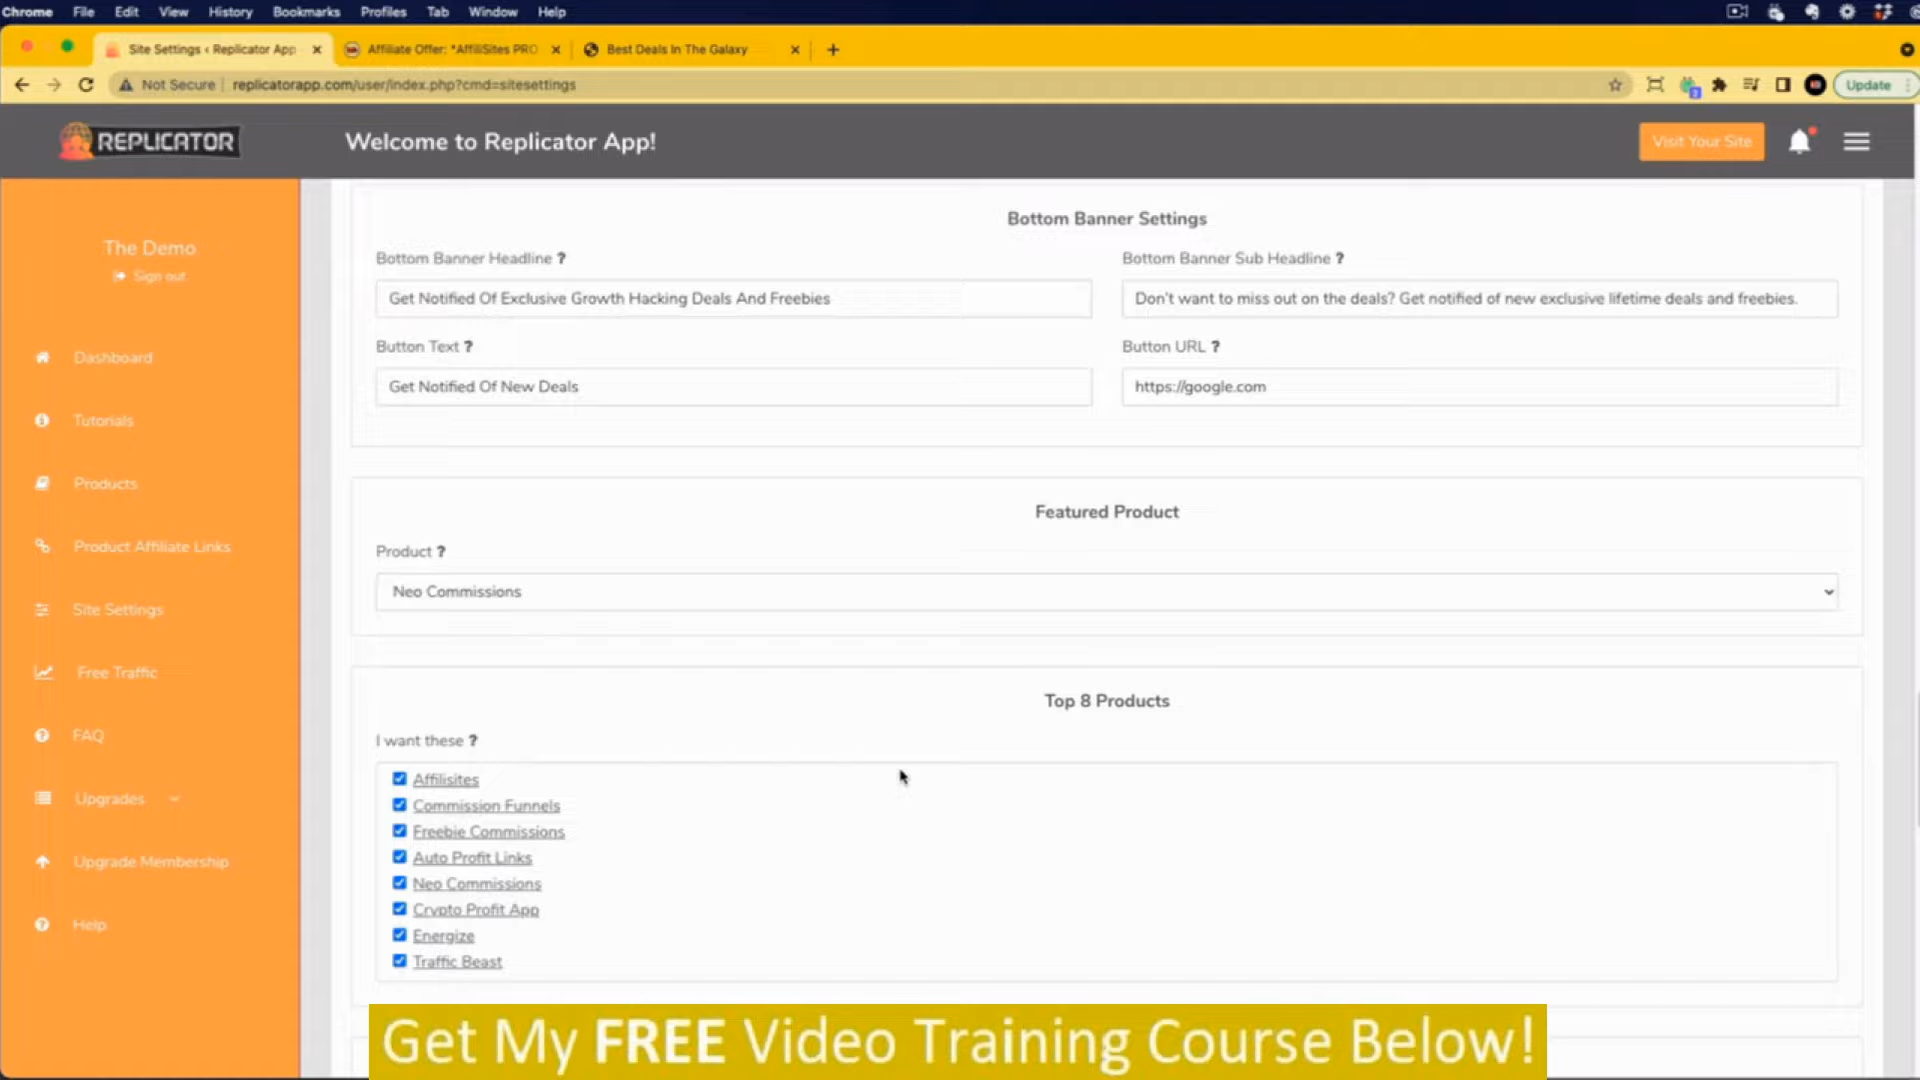 Chrome File Edit View History Bookmarks Profiles Tab Window Help
Site Settings ‹ Replicator App
Affiliate Offer: "AffiliSites PRO
Best Deals In The Galaxy
Not Secure replicatorapp.com/user/index.php?cmd=sitesettings
Update
REPLICATOR
Welcome to Replicator App!
Visit Your Site
The Demo
Sign out
Dashboard
Tutorials
Products
Product Affiliate Links
Site Settings
Free Traffic
FAQ
Upgrades
Upgrade Membership
Help
Bottom Banner Settings
Bottom Banner Headline ?
Get Notified Of Exclusive Growth Hacking Deals And Freebies
Bottom Banner Sub Headline ?
Don't want to miss out on the deals? Get notified of new exclusive lifetime deals and freebies.
Button Text ?
Get Notified Of New Deals
Button URL ?
https://google.com
Featured Product
Product ?
Neo Commissions
Top 8 Products
I want these ?
Affilisites
Commission Funnels
Freebie Commissions
Auto Profit Links
Neo Commissions
Crypto Profit App
Energize
Traffic Beast
Get My FREE Video Training Course Below!